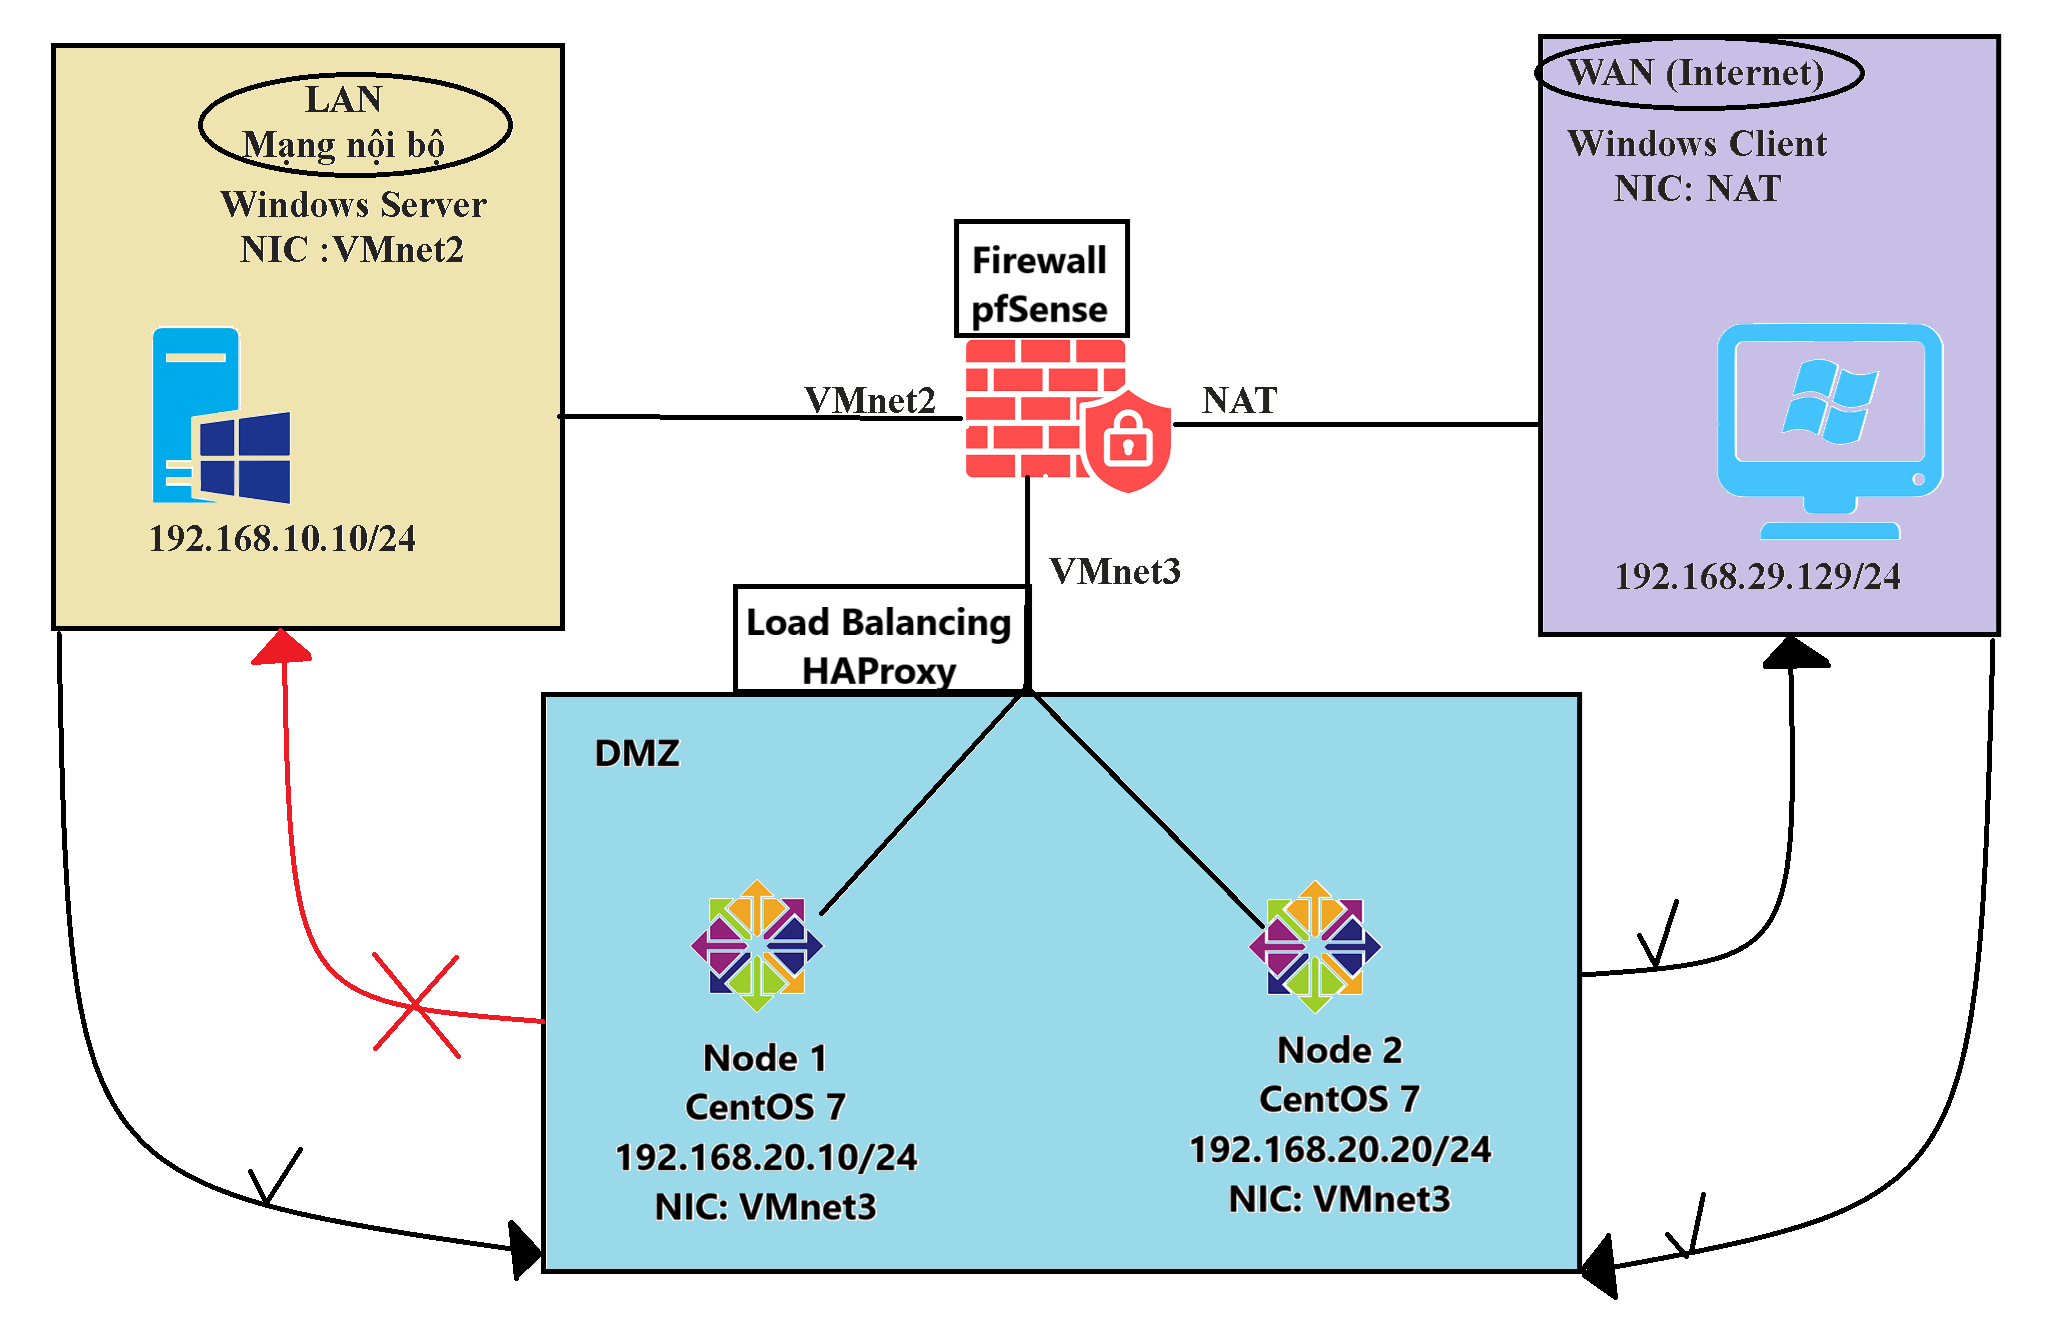 LAN
Mạng nội bộ
Windows Server
NIC :VMnet2
192.168.10.10/24
Firewall
pfSense
VMnet2
NAT
VMnet3
WAN (Internet)
Windows Client
NIC: NAT
192.168.29.129/24
Load Balancing
HAProxy
DMZ
Node 1
CentOS 7
192.168.20.10/24
NIC: VMnet3
Node 2
CentOS 7
192.168.20.20/24
NIC: VMnet3